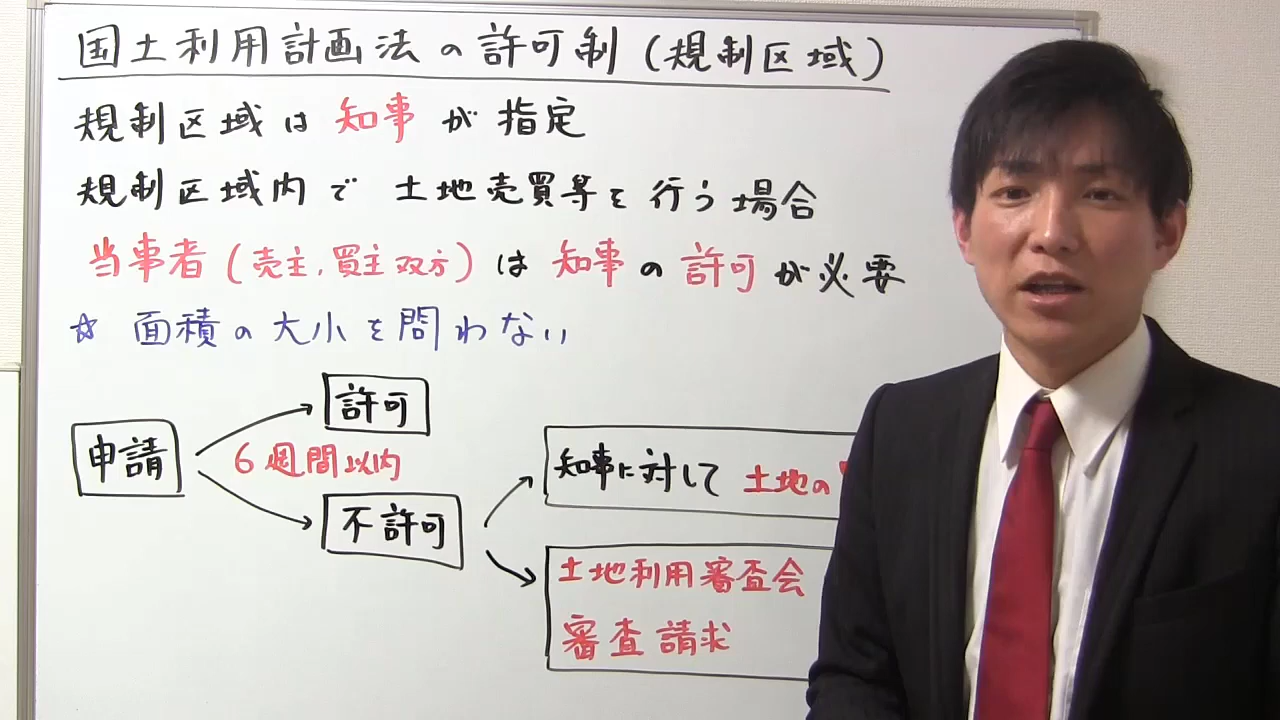 国土利用計画法の許可制(規制区域)
規制区域は知事が指定
規制区域内で土地売買等を行う場合
当事者(売主,買主双方)は知事の許可が必要
☆面積の大小を問わない
申請
6週間以内
許可
不許可
知事に対して土地の
土地利用審査会
審査請求